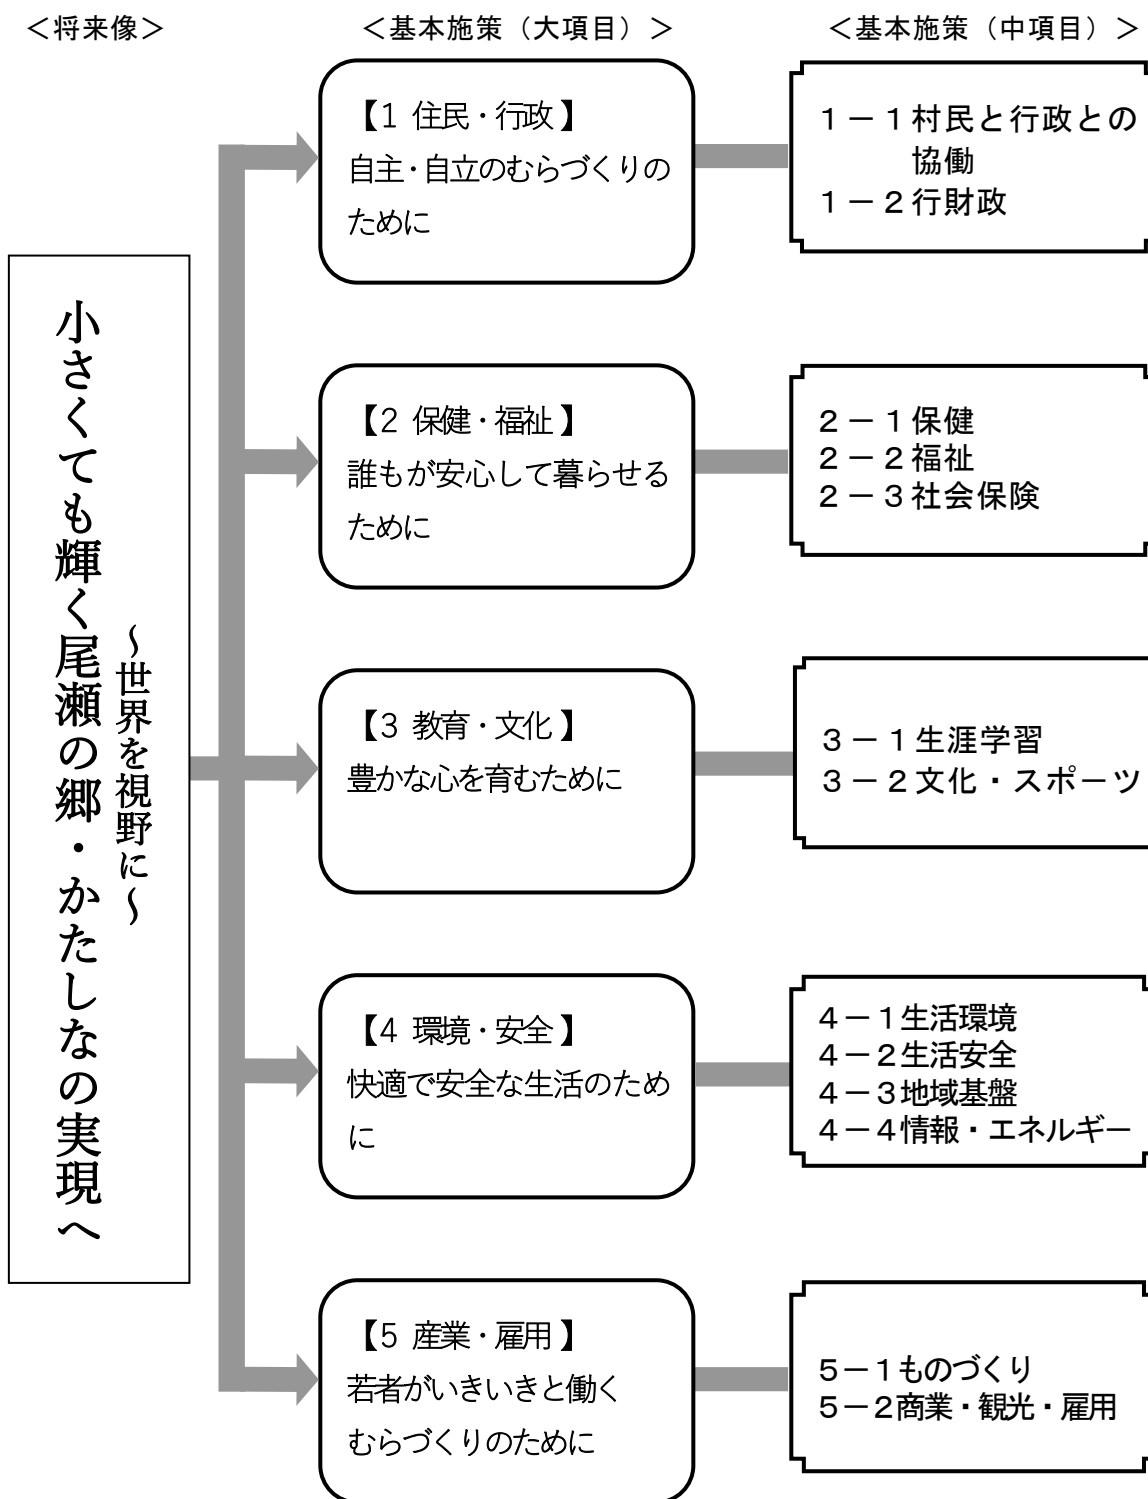 ＜将来像＞
＜基本施策（大項目）＞
＜基本施策（中項目）＞
小さくても輝く尾瀬の郷・かたしなの実現へ
～世界を視野に～
【1 住民・行政】
自主・自立のむらづくりの
ために
１－１村民と行政との
協働
１－２行財政
【2 保健・福祉】
誰もが安心して暮らせる
ために
２－１保健
２－２福祉
２－３社会保険
【3 教育・文化】
豊かな心を育むために
３－１生涯学習
３－２文化・スポーツ
【4 環境・安全】
快適で安全な生活のため
に
４－１生活環境
４－２生活安全
４－３地域基盤
４－４情報・エネルギー
【5 産業・雇用】
若者がいきいきと働く
むらづくりのために
５－１ものづくり
５－２商業・観光・雇用